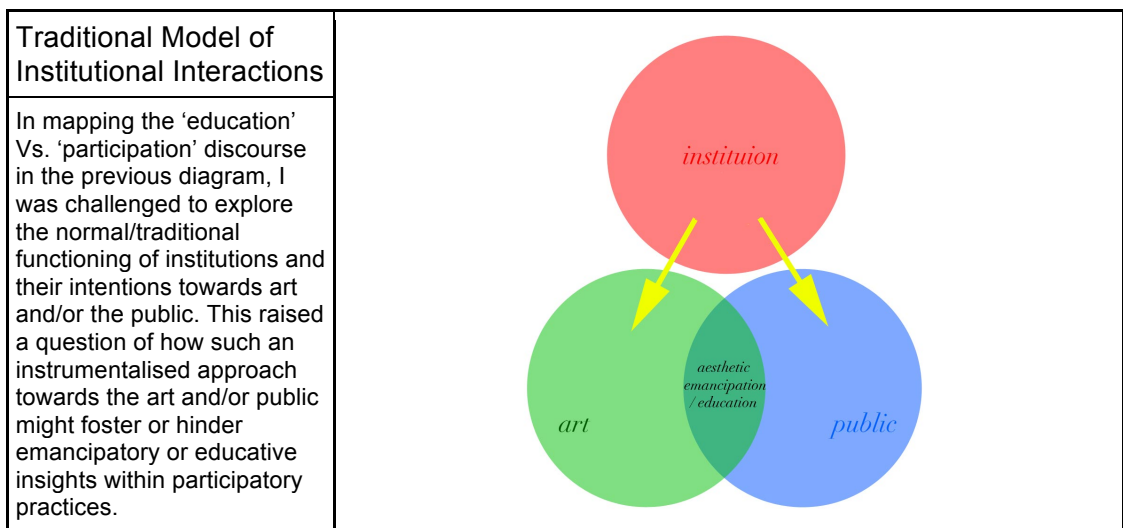 Traditional Model of
Institutional Interactions
In mapping the ‘education’
Vs. ‘participation’ discourse
in the previous diagram, I
was challenged to explore
the normal/traditional
functioning of institutions and
their intentions towards art
and/or the public. This raised
a question of how such an
instrumentalised approach
towards the art and/or public
might foster or hinder
emancipatory or educative
insights within participatory
practices.
instituion
aesthetic
emancipation
/ education
art
public